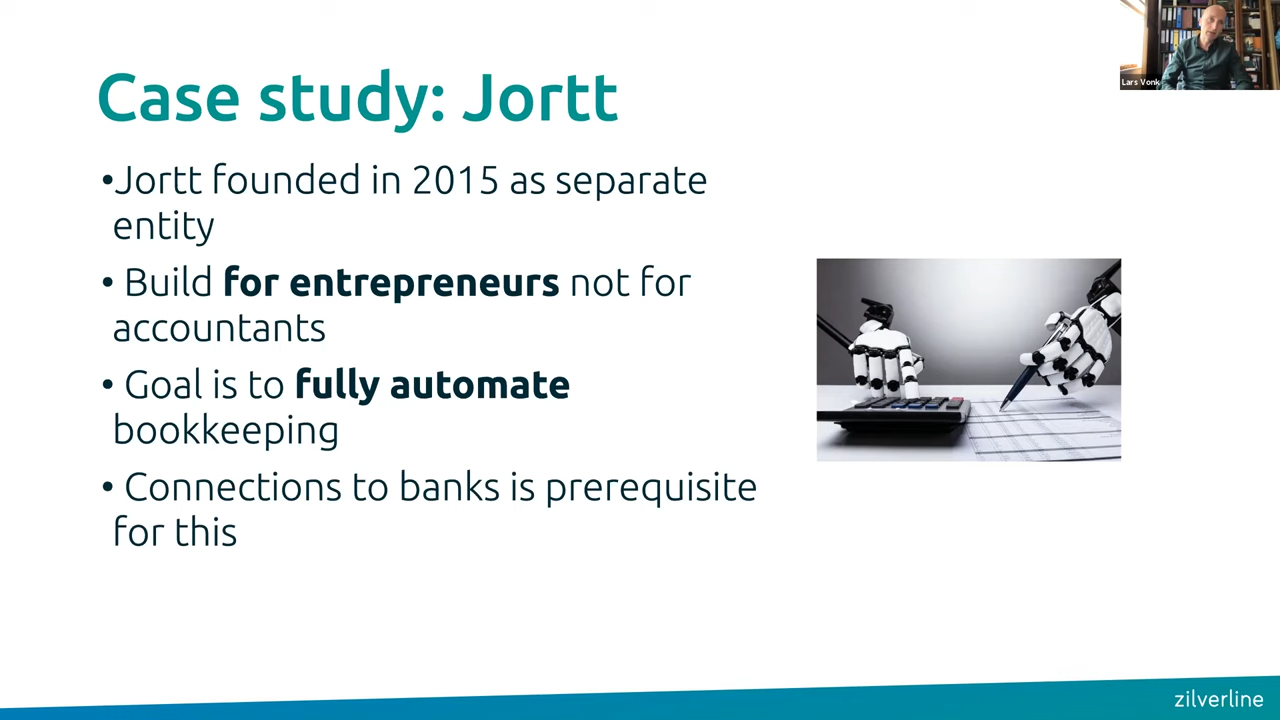 Lars Vonk
Case study: Jortt
•Jortt founded in 2015 as separate
entity
• Build for entrepreneurs not for
accountants
• Goal is to fully automate
bookkeeping
• Connections to banks is prerequisite
for this
zilverline